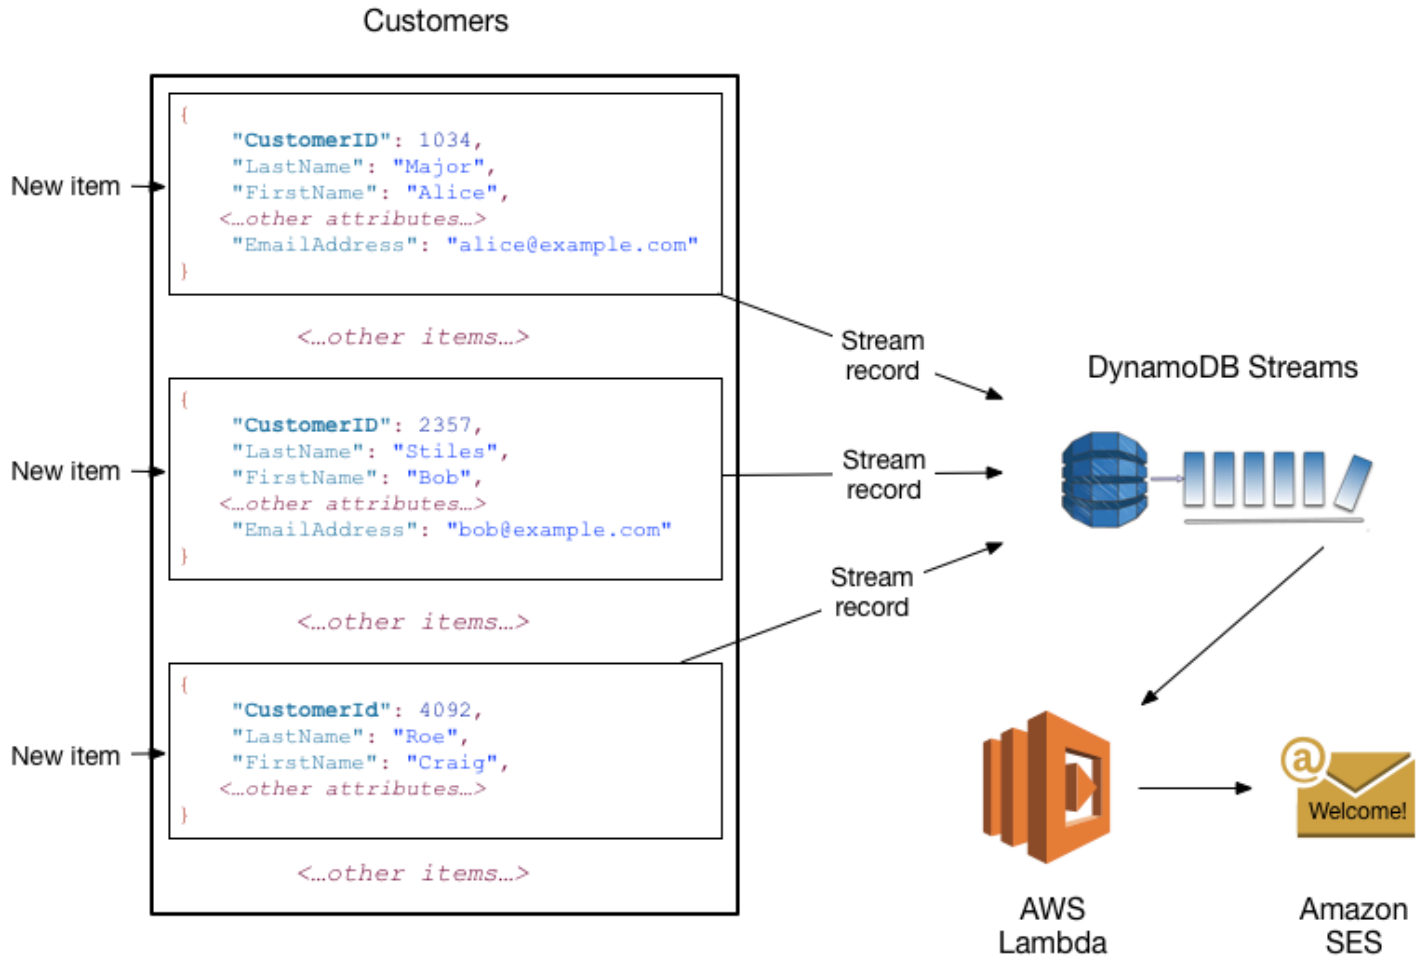 Customers
New item
{
"CustomerID": 1034,
"LastName": "Major",
"FirstName": "Alice",
<…other attributes…>
"EmailAddress": "alice@example.com"
}
<…other items…>
New item
{
"CustomerID": 2357,
"LastName": "Stiles",
"FirstName": "Bob",
<…other attributes…>
"EmailAddress": "bob@example.com"
}
<…other items…>
New item
{
"CustomerId": 4092,
"LastName": "Roe",
"FirstName": "Craig",
<…other attributes…>
}
<…other items…>
Stream
record
Stream
record
Stream
record
DynamoDB Streams
AWS
Lambda
@
Welcome!
Amazon
SES